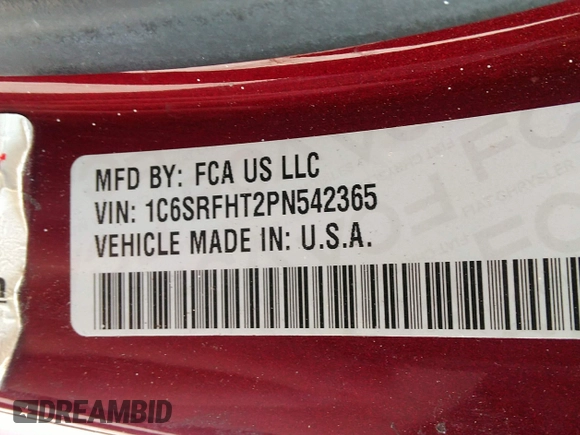 MFD BY: FCA US LLC
VIN: 1C6SRFHT2PN542365
VEHICLE MADE IN: U.S.A.
DREAMBID